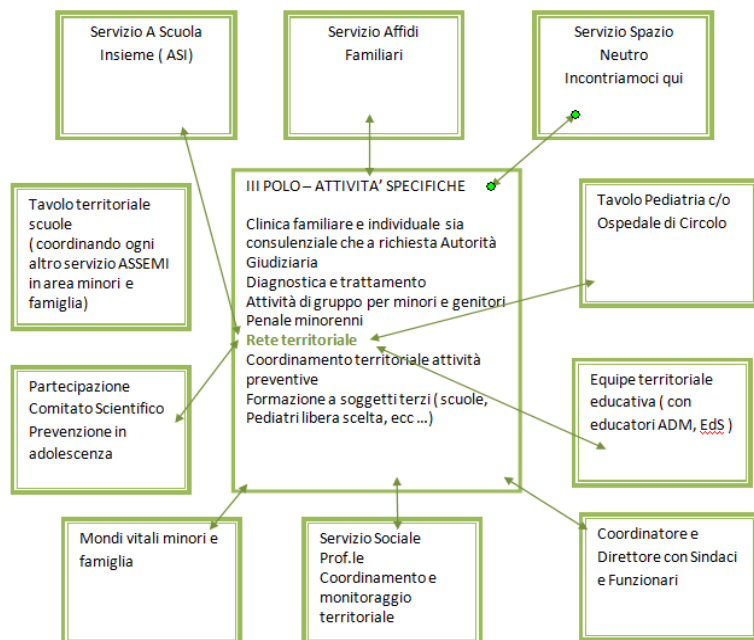 Servizio A Scuola
Insieme ( ASI)
Servizio Affidi
Familiari
Servizio Spazio
Neutro
Incontriamoci qui
Tavolo territoriale
scuole
( coordinando ogni
altro servizio ASSEMI
in area minori e
famiglia)
III POLO – ATTIVITA’ SPECIFICHE
Clinica familiare e individuale sia
consulenziale che a richiesta Autorità
Giudiziaria
Diagnostica e trattamento
Attività di gruppo per minori e genitori
Penale minorenni
Rete territoriale
Coordinamento territoriale attività
preventive
Formazione a soggetti terzi ( scuole,
Pediatri libera scelta, ecc ...)
Tavolo Pediatria c/o
Ospedale di Circolo
Partecipazione
Comitato Scientifico
Prevenzione in
adolescenza
Equipe territoriale
educativa ( con
educatori ADM, EdS )
Mondi vitali minori e
famiglia
Servizio Sociale
Prof.le
Coordinamento e
monitoraggio
territoriale
Coordinatore e
Direttore con Sindaci
e Funzionari